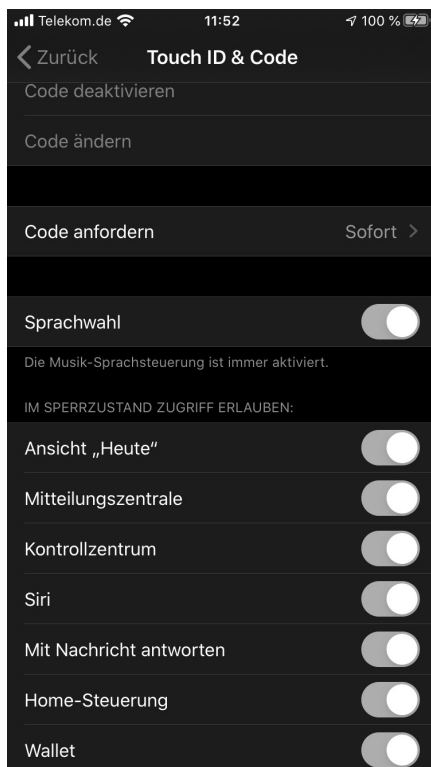 Telekom.de 11:52 100 %
Zurück Touch ID & Code
Code deaktivieren
Code ändern
Code anfordern Sofort
Sprachwahl
Die Musik-Sprachsteuerung ist immer aktiviert.
IM SPERRZUSTAND ZUGRIFF ERLAUBEN:
Ansicht „Heute“
Mitteilungszentrale
Kontrollzentrum
Siri
Mit Nachricht antworten
Home-Steuerung
Wallet